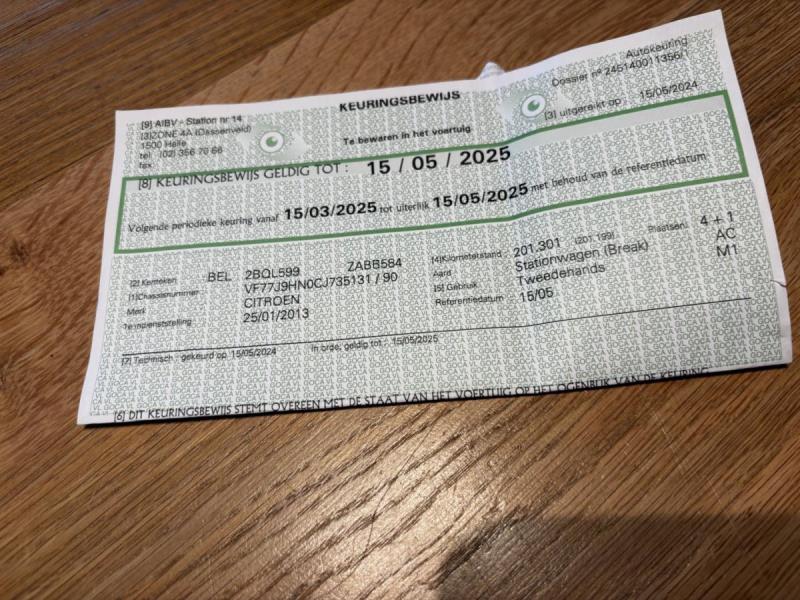 KEURINGSBEWIJS
Autokeuring
[9] AIBV - Station nr 14
Dossier n° 245140011356/1
[3]ZONE 4A (Dassenveld)
1500 Halle
tel: (02) 356 70 66
fax:
Te bewaren in het voertuig
[3] uitgereikt op 15/05/2024
[8] KEURINGSBEWIJS GELDIG TOT : 15 / 05 / 2025
Volgende periodieke keuring vanaf 15/03/2025 tot uiterlijk 15/05/2025 met behoud van de referentiedatum
[2] Kenteken BEL 2BQL599 ZABB584
[1]Chassisnummer VF77J9HN0CJ735131 / 90
Merk CITROEN
1e indienststelling 25/01/2013
[4]Kilometerstand 201.301 (201.199) Plaatsen: 4 + 1
Aard Stationwagen (Break) AC
[5] Gebruik Tweedehands M1
Referentiedatum 15/05
[7] Technisch : gekeurd op 15/05/2024 In orde, geldig tot : 15/05/2025
[6] DIT KEURINGSBEWIJS STEMT OVEREEN MET DE STAAT VAN HET VOERTUIG OP HET OGENBLIK VAN DE KEURING